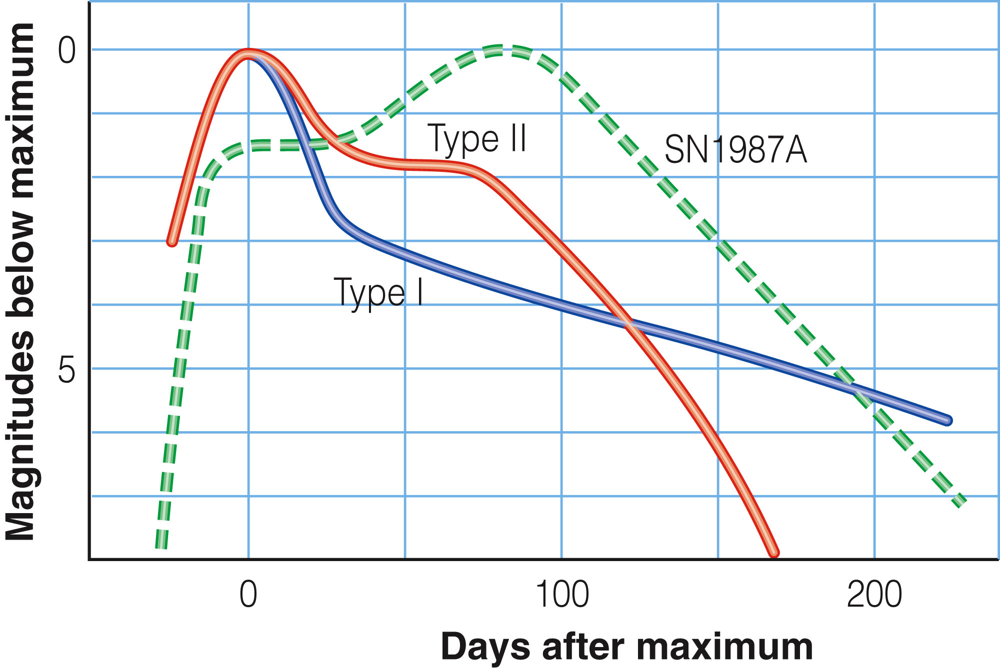 Magnitudes below maximum
0
Type II
SN1987A
Type I
5
0
100
200
Days after maximum